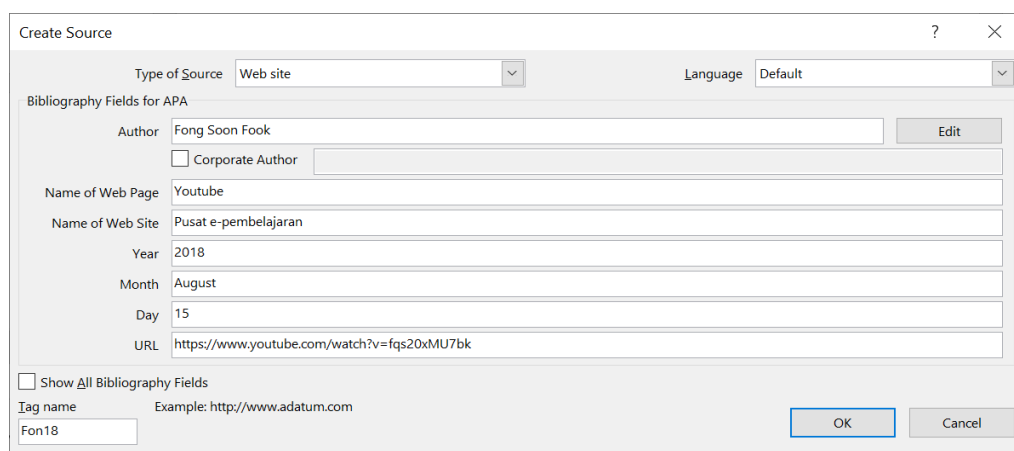 Create Source ?
Type of Source Web site Language Default
Bibliography Fields for APA
Author Fong Soon Fook Edit
Corporate Author
Name of Web Page Youtube
Name of Web Site Pusat e-pembelajaran
Year 2018
Month August
Day 15
URL https://www.youtube.com/watch?v=fqs20xMU7bk
Show All Bibliography Fields
Tag name Example: http://www.adatum.com
Fon18 OK Cancel